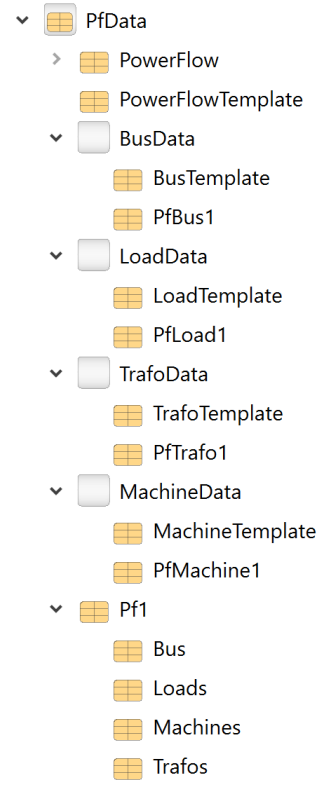 PfData
PowerFlow
PowerFlowTemplate
BusData
BusTemplate
PfBus1
LoadData
LoadTemplate
PfLoad1
TrafoData
TrafoTemplate
PfTrafo1
MachineData
MachineTemplate
PfMachine1
Pf1
Bus
Loads
Machines
Trafos